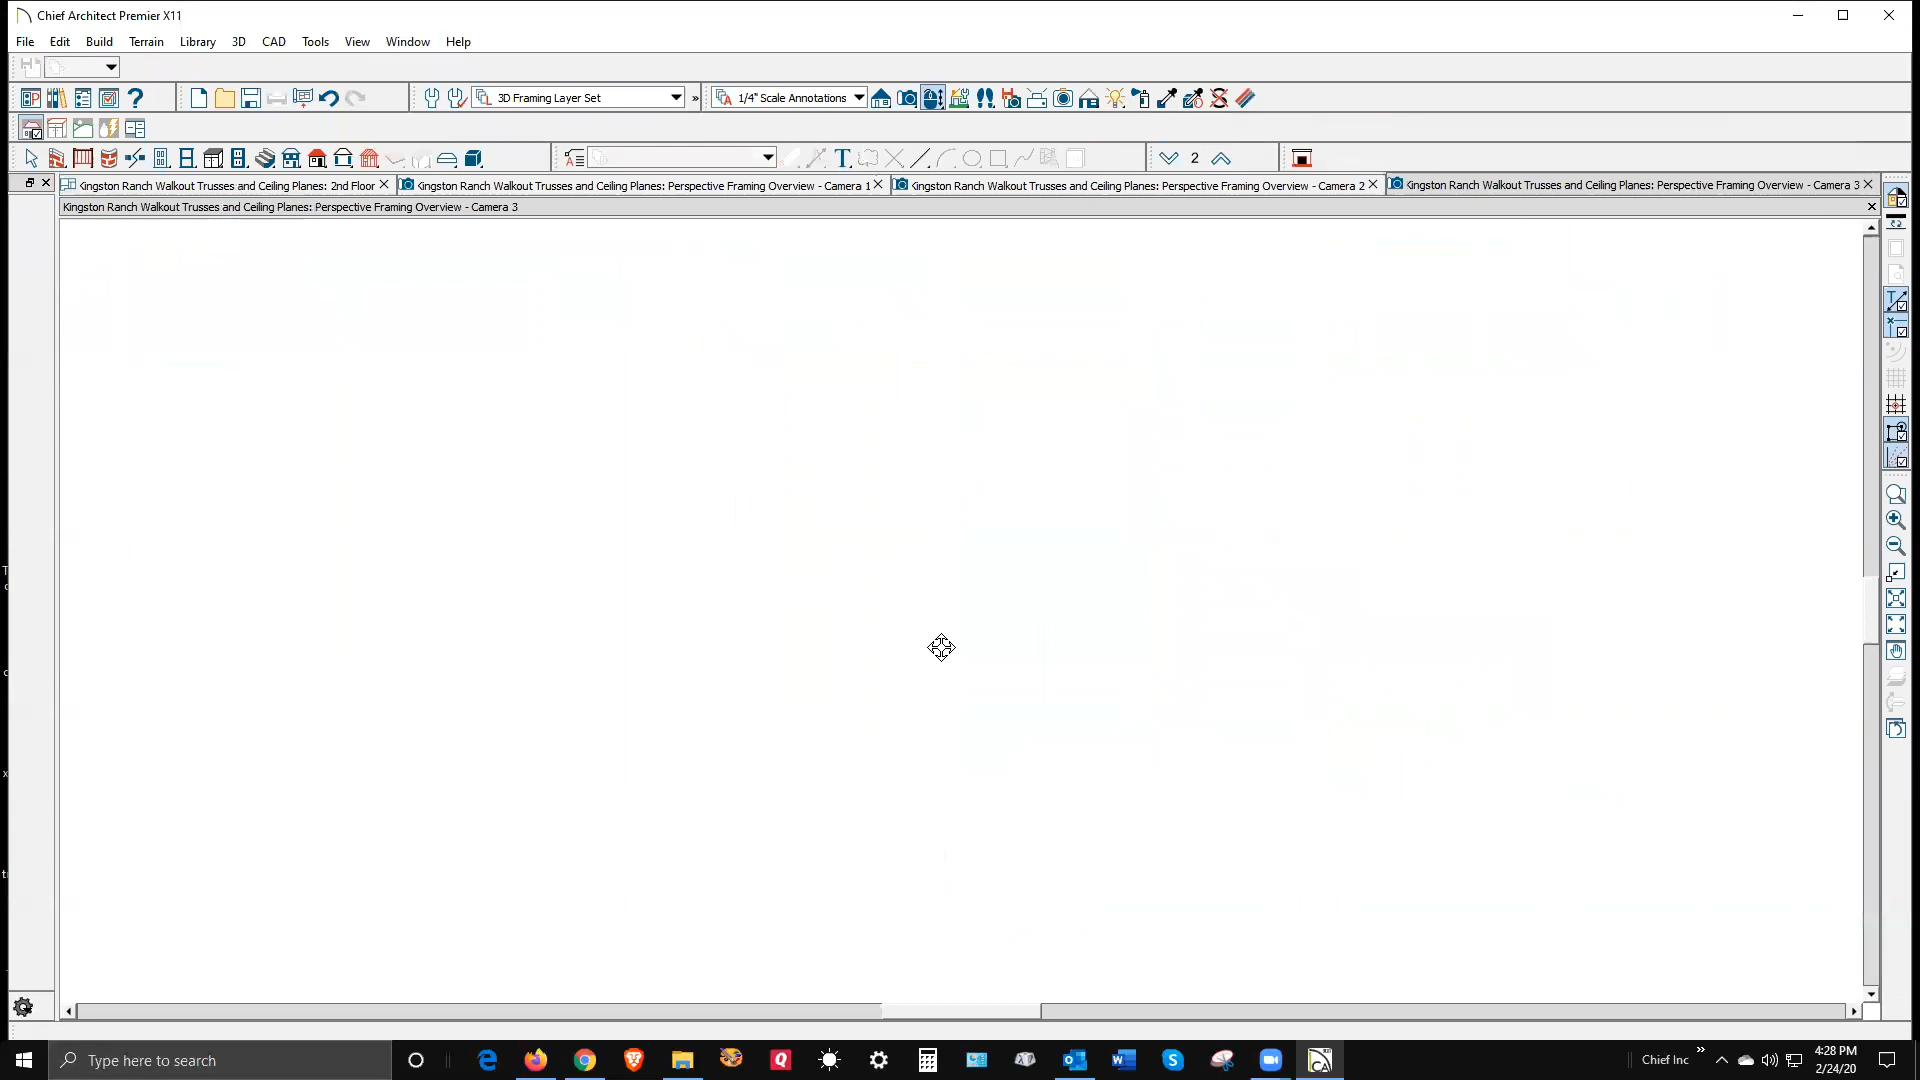 Chief Architect Premier X11
File Edit Build Terrain Library 3D CAD Tools View Window Help
3D Framing Layer Set
» 1/4" Scale Annotations
2
Kingston Ranch Walkout Trusses and Ceiling Planes: 2nd Floor
Kingston Ranch Walkout Trusses and Ceiling Planes: Perspective Framing Overview - Camera 1
Kingston Ranch Walkout Trusses and Ceiling Planes: Perspective Framing Overview - Camera 2
Kingston Ranch Walkout Trusses and Ceiling Planes: Perspective Framing Overview - Camera 3
Kingston Ranch Walkout Trusses and Ceiling Planes: Perspective Framing Overview - Camera 3
Type here to search
Chief Inc »
4:28 PM
2/24/20